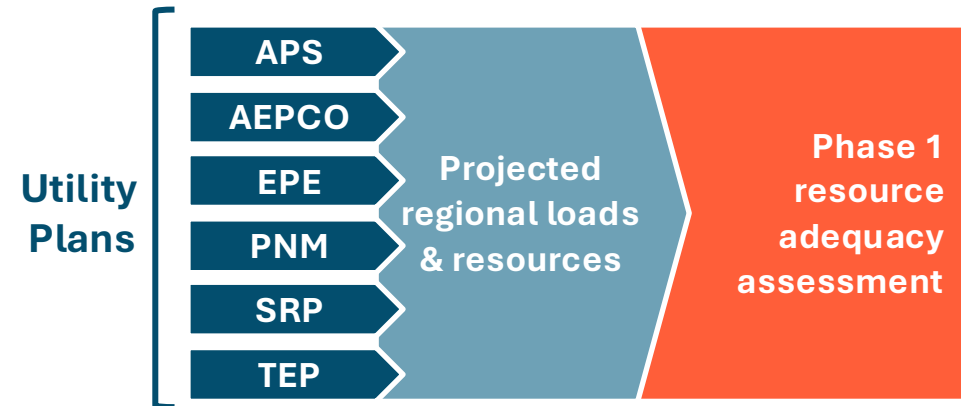 Utility
Plans
APS
AEPCO
EPE
PNM
SRP
TEP
Projected
regional loads
& resources
Phase 1
resource
adequacy
assessment